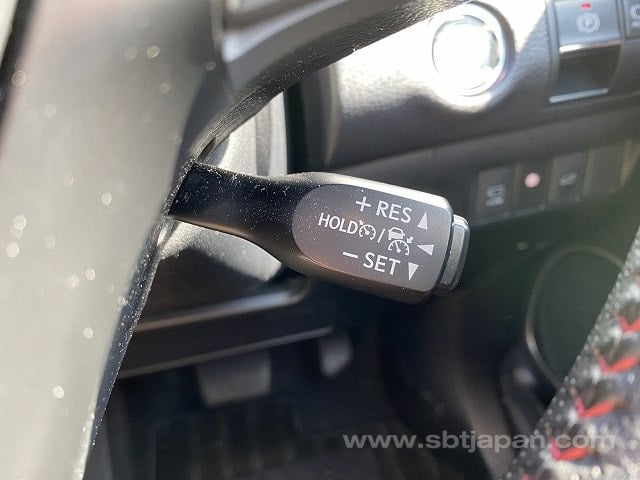 + RES ▲
HOLD / ◀
− SET ▼
www.sbtjapan.com